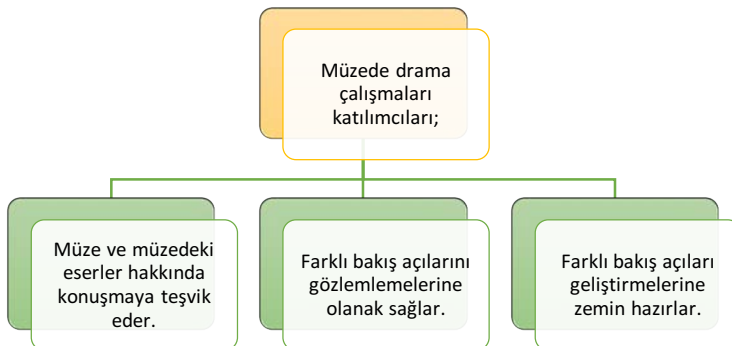 Müzede drama
çalışmaları
katılımcıları;
Müze ve müzedeki
eserler hakkında
konuşmaya teşvik
eder.
Farklı bakış açılarını
gözlemlemelerine
olanak sağlar.
Farklı bakış açıları
geliştirmelerine
zemin hazırlar.